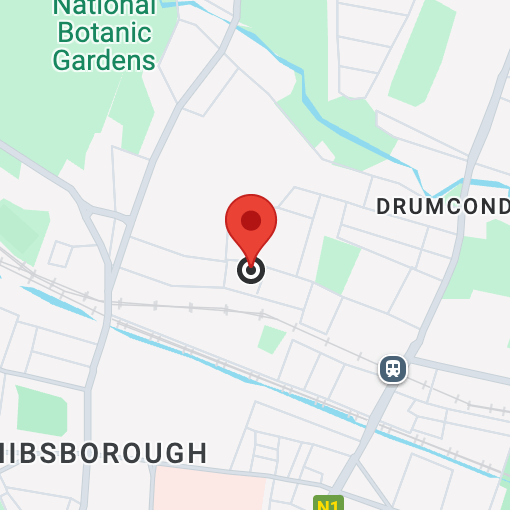 National
Botanic
Gardens
DRUMCOND
HIBSBOROUGH
N1